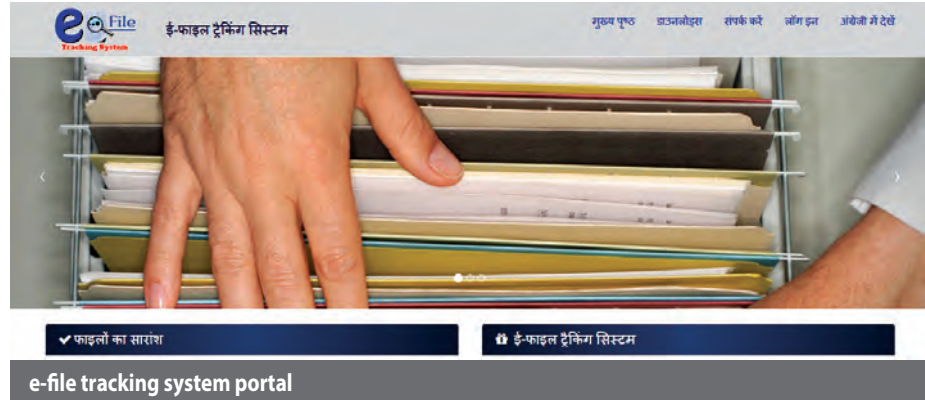 e File
Tracking System
ई-फाइल ट्रैकिंग सिस्टम
मुख्य पृष्ठ डाउनलोड्स संपर्क करें लॉग इन अंग्रेजी में देखें
फाइलों का सारांश
ई-फाइल ट्रैकिंग सिस्टम
e-file tracking system portal